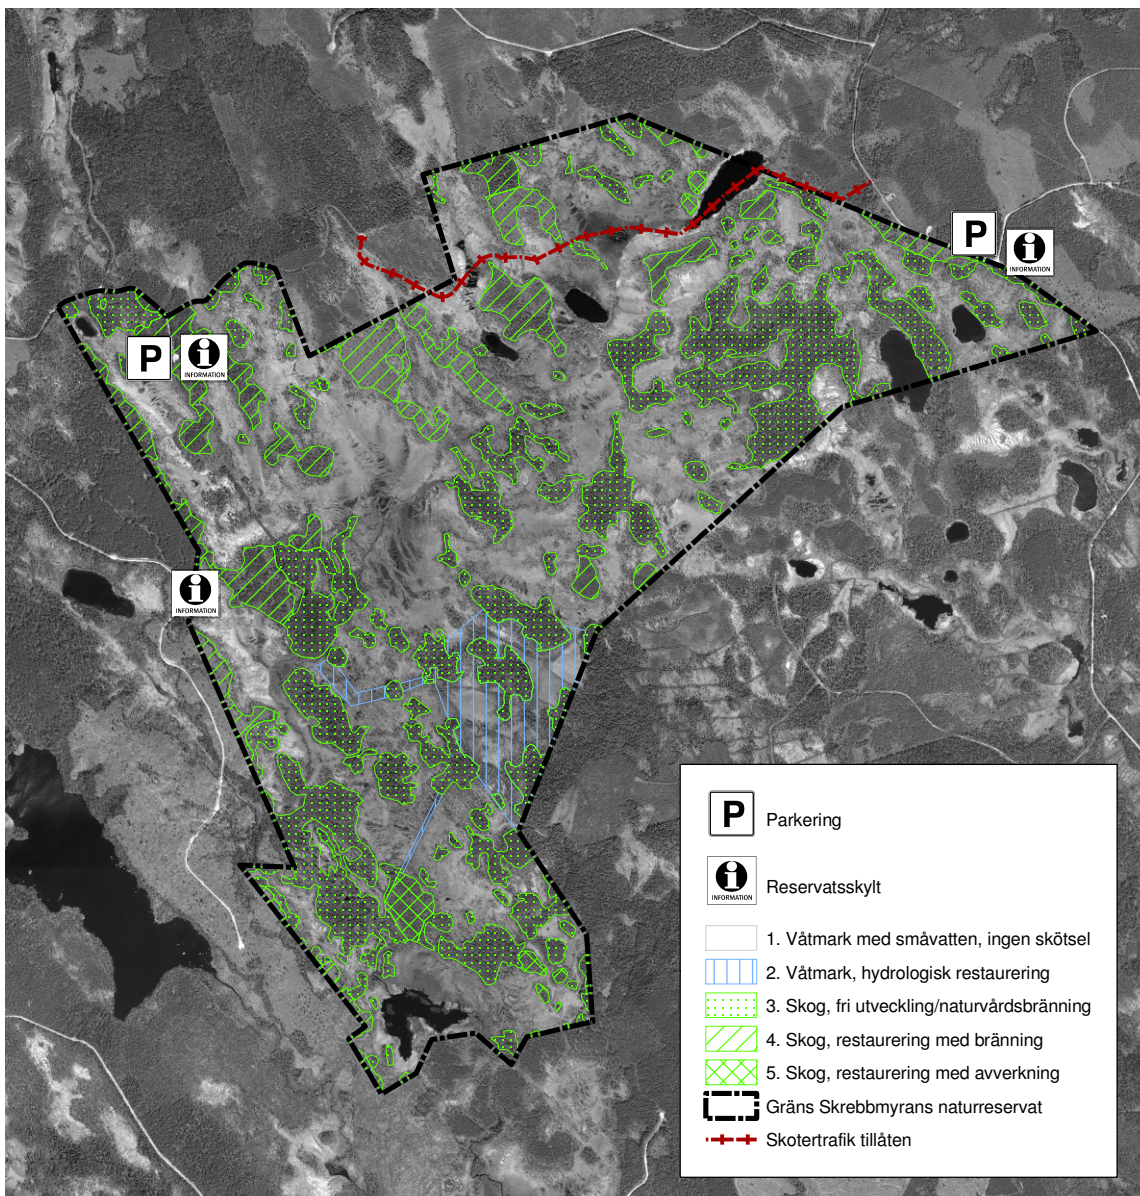 P
INFORMATION
P
INFORMATION
INFORMATION
P Parkering
INFORMATION Reservatsskylt
1. Våtmark med småvatten, ingen skötsel
2. Våtmark, hydrologisk restaurering
3. Skog, fri utveckling/naturvårdsbränning
4. Skog, restaurering med bränning
5. Skog, restaurering med avverkning
Gräns Skrebbmyrans naturreservat
Skotertrafik tillåten